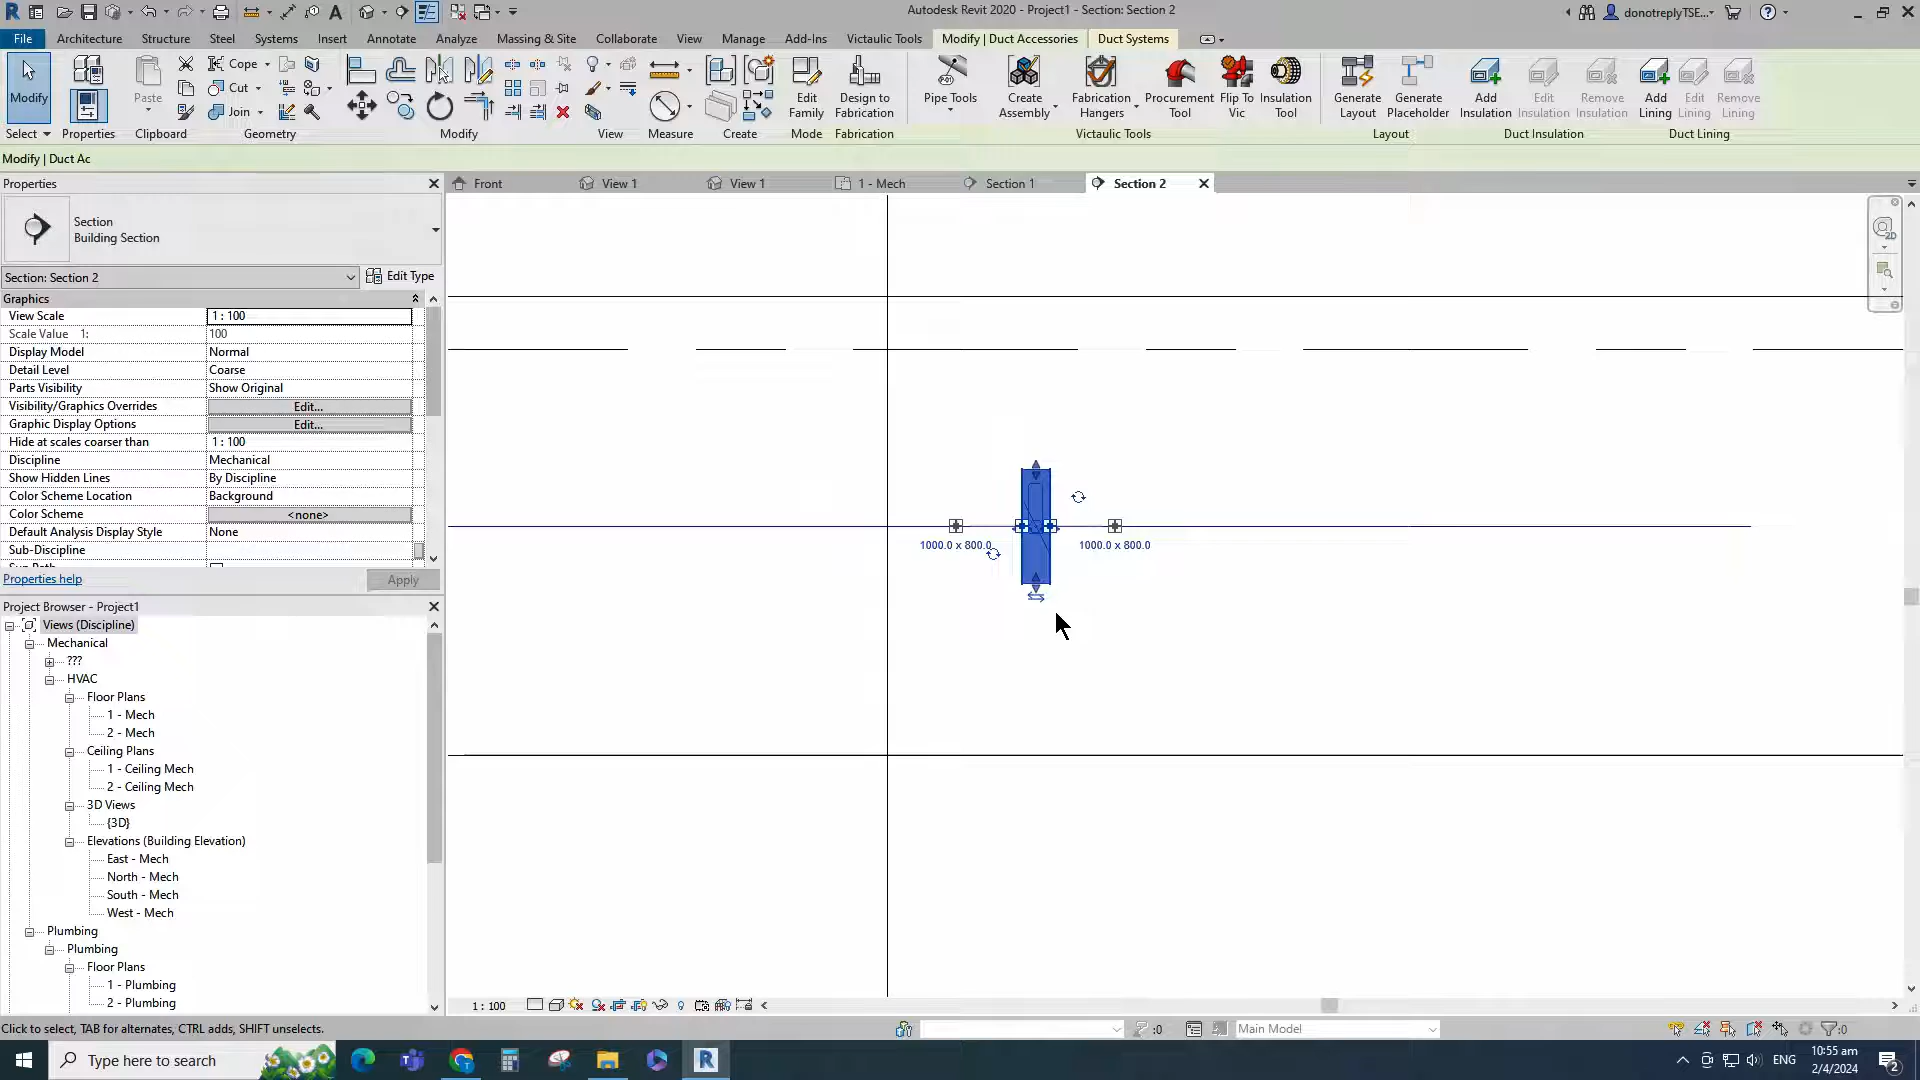 Autodesk Revit 2020 - Project1 - Section: Section 2
donotreplyTSE...
File Architecture Structure Steel Systems Insert Annotate Analyze Massing & Site Collaborate View Manage Add-Ins Victaulic Tools Modify | Duct Accessories Duct Systems
Modify
Paste
Cope
Cut
Join
Edit Family
Design to Fabrication
Pipe Tools
Create Assembly
Fabrication Hangers
Procurement Tool
Flip To Vic
Insulation Tool
Generate Layout
Generate Placeholder
Add Insulation
Edit Insulation
Remove Insulation
Add Lining
Edit Lining
Remove Lining
Select Properties Clipboard Geometry Modify View Measure Create Mode Fabrication Victaulic Tools Layout Duct Insulation Duct Lining
Modify | Duct Ac
Properties
Front View 1 View 1 1 - Mech Section 1 Section 2
Section
Building Section
Section: Section 2 Edit Type
Graphics
View Scale 1 : 100
Scale Value 1: 100
Display Model Normal
Detail Level Coarse
Parts Visibility Show Original
Visibility/Graphics Overrides Edit...
Graphic Display Options Edit...
Hide at scales coarser than 1 : 100
Discipline Mechanical
Show Hidden Lines By Discipline
Color Scheme Location Background
Color Scheme <none>
Default Analysis Display Style None
Sub-Discipline
Properties help Apply
1000.0 x 800.0 1000.0 x 800.0
2D
Project Browser - Project1
Views (Discipline)
Mechanical
???
HVAC
Floor Plans
1 - Mech
2 - Mech
Ceiling Plans
1 - Ceiling Mech
2 - Ceiling Mech
3D Views
{3D}
Elevations (Building Elevation)
East - Mech
North - Mech
South - Mech
West - Mech
Plumbing
Plumbing
Floor Plans
1 - Plumbing
2 - Plumbing
1 : 100
Click to select, TAB for alternates, CTRL adds, SHIFT unselects.
:0
Main Model
:0
Type here to search
ENG
10:55 am
2/4/2024
2